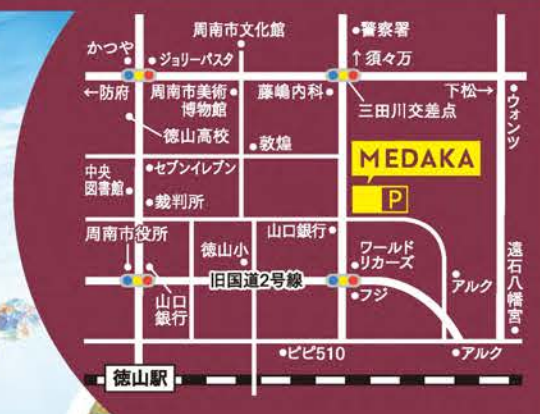 周南市文化館
警察署
かつや
ジョリーパスタ
↑須々万
←防府
周南市美術
博物館
藤嶋内科
下松→
三田川交差点
ウォンツ
徳山高校
敦煌
MEDAKA
P
中央
図書館
セブンイレブン
裁判所
周南市役所
徳山小
山口銀行
ワールド
リカーズ
遠石八幡宮
旧国道2号線
山口
銀行
フジ
アルク
ピピ510
アルク
徳山駅